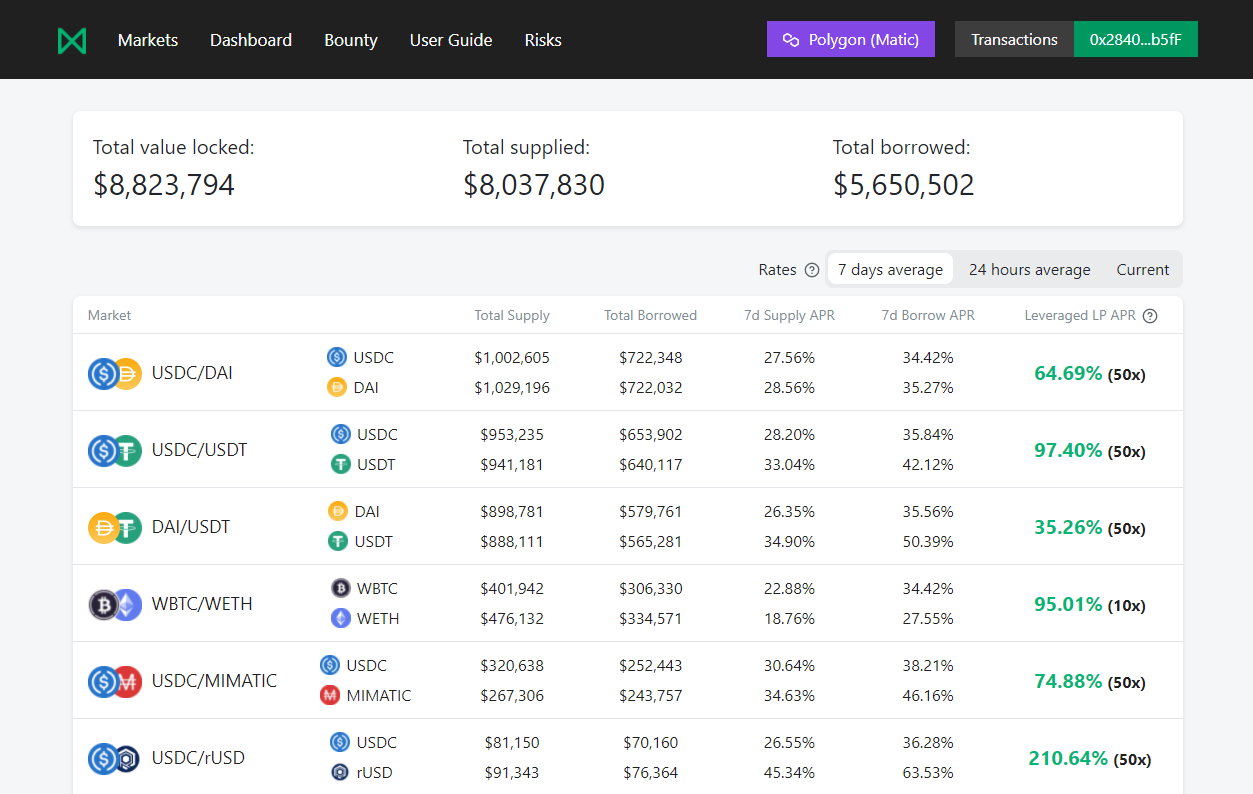 Markets Dashboard Bounty User Guide Risks Polygon (Matic) Transactions 0x2840...b5fF
Total value locked: Total supplied: Total borrowed:
$8,823,794 $8,037,830 $5,650,502
Rates 7 days average 24 hours average Current
Market Total Supply Total Borrowed 7d Supply APR 7d Borrow APR Leveraged LP APR
USDC/DAI
USDC $1,002,605 $722,348 27.56% 34.42%
DAI $1,029,196 $722,032 28.56% 35.27%
64.69% (50x)
USDC/USDT
USDC $953,235 $653,902 28.20% 35.84%
USDT $941,181 $640,117 33.04% 42.12%
97.40% (50x)
DAI/USDT
DAI $898,781 $579,761 26.35% 35.56%
USDT $888,111 $565,281 34.90% 50.39%
35.26% (50x)
WBTC/WETH
WBTC $401,942 $306,330 22.88% 34.42%
WETH $476,132 $334,571 18.76% 27.55%
95.01% (10x)
USDC/MIMATIC
USDC $320,638 $252,443 30.64% 38.21%
MIMATIC $267,306 $243,757 34.63% 46.16%
74.88% (50x)
USDC/rUSD
USDC $81,150 $70,160 26.55% 36.28%
rUSD $91,343 $76,364 45.34% 63.53%
210.64% (50x)